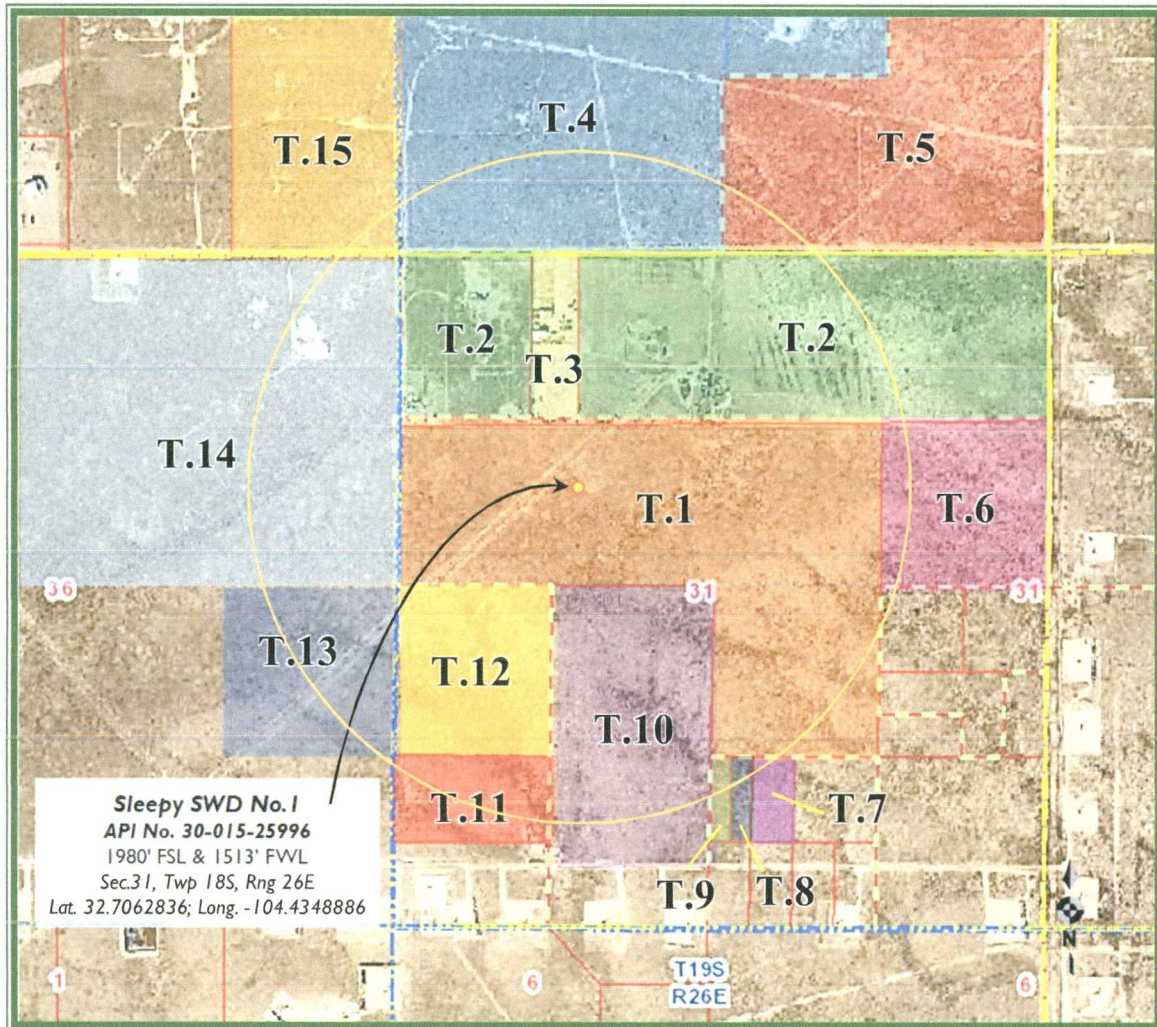 T.15
T.4
T.5
T.2
T.3
T.2
T.14
T.1
T.6
36
31
31
T.13
T.12
T.10
T.11
T.7
T.9
T.8
Sleepy SWD No.1
API No. 30-015-25996
1980' FSL & 1513' FWL
Sec.31, Twp 18S, Rng 26E
Lat. 32.7062836; Long. -104.4348886
N
1
6
T19S
R26E
6